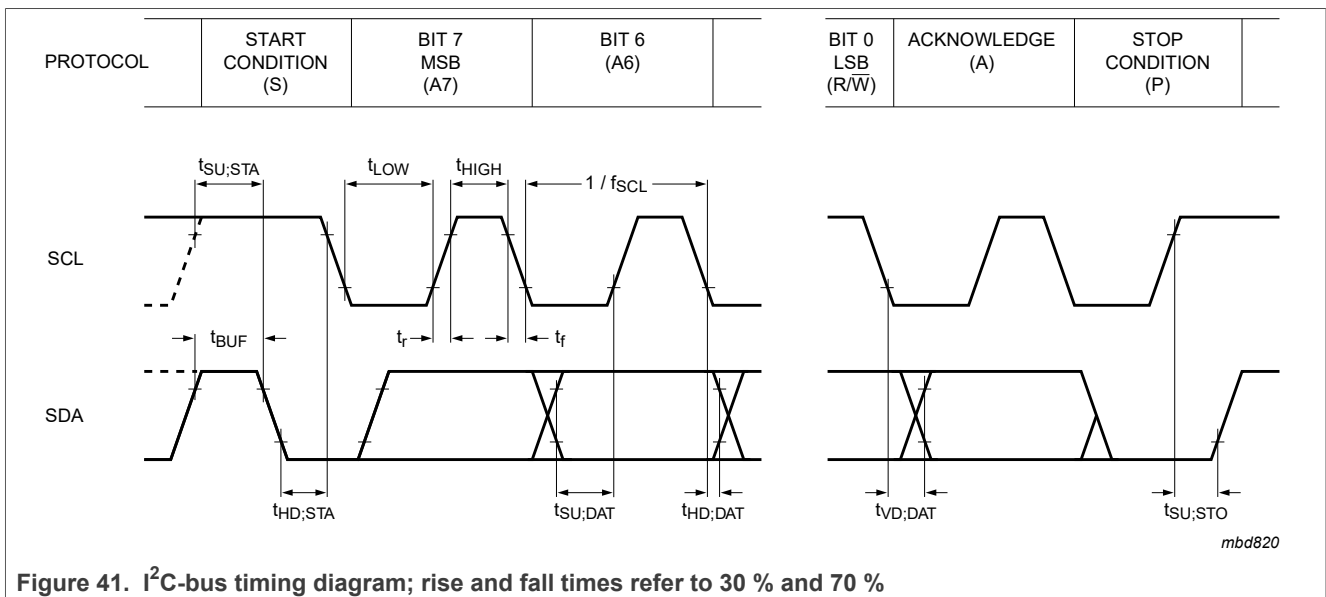 PROTOCOL
START
CONDITION
(S)
BIT 7
MSB
(A7)
BIT 6
(A6)
BIT 0
LSB
(R/W̅)
ACKNOWLEDGE
(A)
STOP
CONDITION
(P)
tSU;STA
tLOW
tHIGH
1 / fSCL
SCL
tBUF
tr
tf
SDA
tHD;STA
tSU;DAT
tHD;DAT
tVD;DAT
tSU;STO
mbd820
Figure 41. I²C-bus timing diagram; rise and fall times refer to 30 % and 70 %